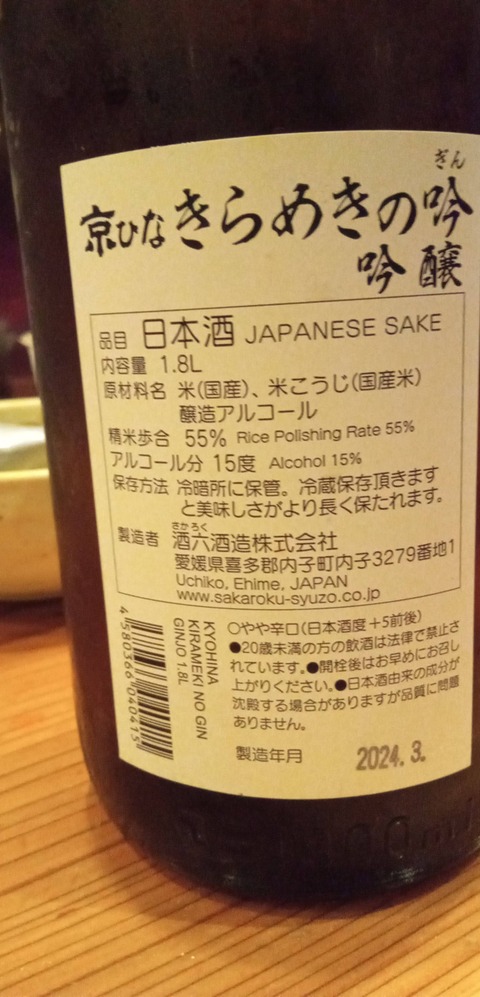 ぎん
京ひな きらめきの吟
吟醸
品目 日本酒 JAPANESE SAKE
内容量 1.8L
原材料名 米(国産)、米こうじ(国産米)
醸造アルコール
精米歩合 55% Rice Polishing Rate 55%
アルコール分 15度 Alcohol 15%
保存方法 冷暗所に保管。冷蔵保存頂きます
と美味しさがより長く保たれます。
さかろく
製造者 酒六酒造株式会社
愛媛県喜多郡内子町内子3279番地1
Uchiko, Ehime, JAPAN
www.sakaroku-syuzo.co.jp
4580366040415
KYOHINA
KIRAMEKI NO GIN
GINJO 1.8L
○やや辛口(日本酒度+5前後)
●20歳未満の方の飲酒は法律で禁止さ
れています。●開栓後はお早めにお召し
上がりください。●日本酒由来の成分が
沈殿する場合がありますが品質に問題
ありません。
製造年月 2024.3.